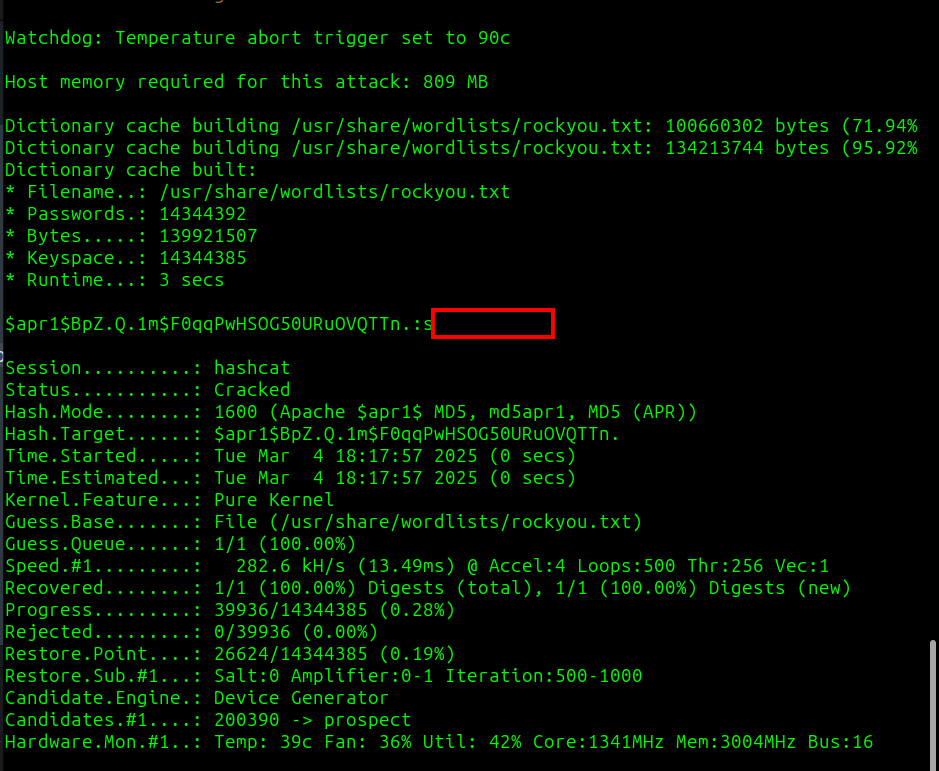 Watchdog: Temperature abort trigger set to 90c
Host memory required for this attack: 809 MB
Dictionary cache building /usr/share/wordlists/rockyou.txt: 100660302 bytes (71.94%
Dictionary cache building /usr/share/wordlists/rockyou.txt: 134213744 bytes (95.92%
Dictionary cache built:
* Filename..: /usr/share/wordlists/rockyou.txt
* Passwords.: 14344392
* Bytes.....: 139921507
* Keyspace..: 14344385
* Runtime...: 3 secs
$apr1$BpZ.Q.1m$F0qqPwHSOG50URuOVQTTn.:s
Session..........: hashcat
Status...........: Cracked
Hash.Mode........: 1600 (Apache $apr1$ MD5, md5apr1, MD5 (APR))
Hash.Target......: $apr1$BpZ.Q.1m$F0qqPwHSOG50URuOVQTTn.
Time.Started.....: Tue Mar  4 18:17:57 2025 (0 secs)
Time.Estimated...: Tue Mar  4 18:17:57 2025 (0 secs)
Kernel.Feature...: Pure Kernel
Guess.Base.......: File (/usr/share/wordlists/rockyou.txt)
Guess.Queue......: 1/1 (100.00%)
Speed.#1.........:   282.6 kH/s (13.49ms) @ Accel:4 Loops:500 Thr:256 Vec:1
Recovered........: 1/1 (100.00%) Digests (total), 1/1 (100.00%) Digests (new)
Progress.........: 39936/14344385 (0.28%)
Rejected.........: 0/39936 (0.00%)
Restore.Point....: 26624/14344385 (0.19%)
Restore.Sub.#1...: Salt:0 Amplifier:0-1 Iteration:500-1000
Candidate.Engine.: Device Generator
Candidates.#1....: 200390 -> prospect
Hardware.Mon.#1..: Temp: 39c Fan: 36% Util: 42% Core:1341MHz Mem:3004MHz Bus:16